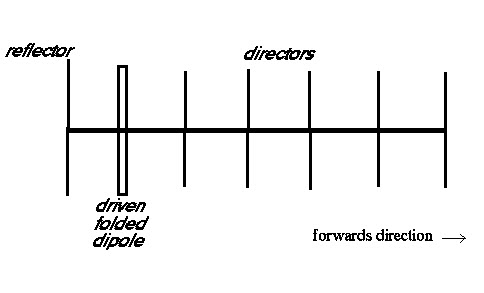 reflector
directors
driven
folded
dipole
forwards direction